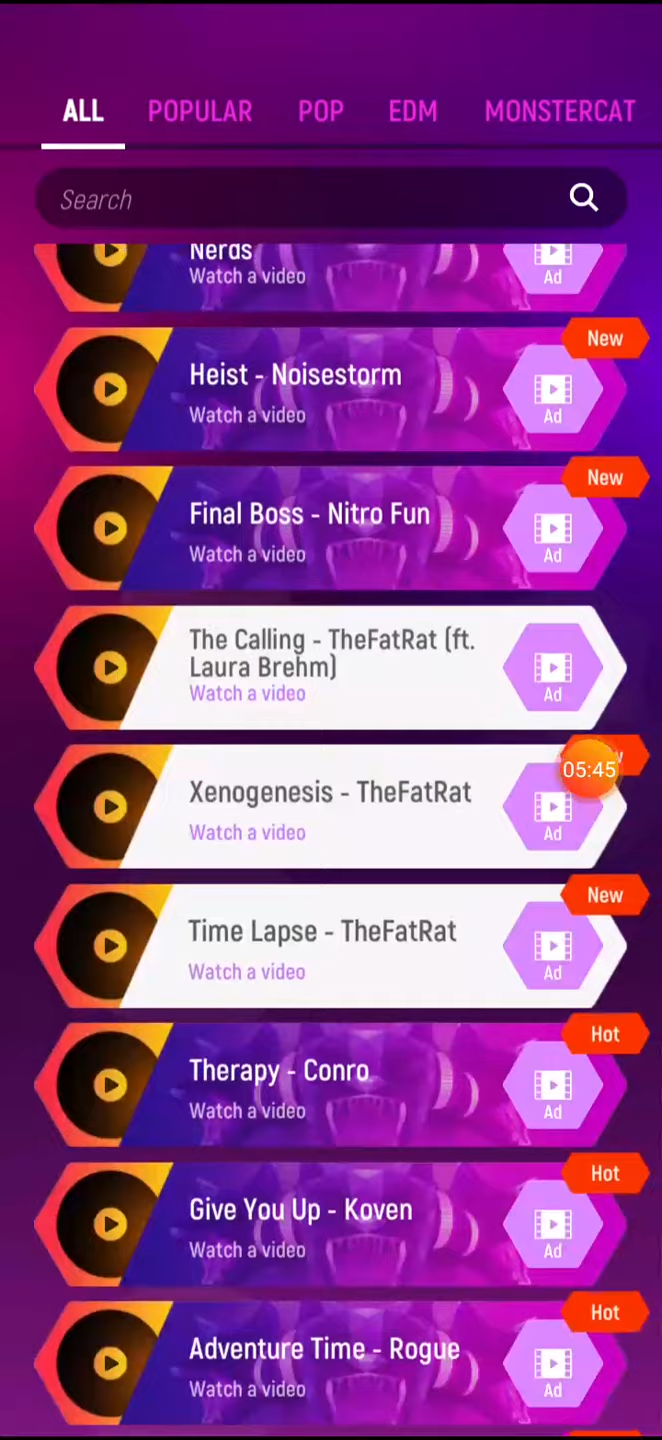 ALL POPULAR POP EDM MONSTERCAT
Search
Nerds
Watch a video
Ad
New
Heist - Noisestorm
Watch a video
Ad
New
Final Boss - Nitro Fun
Watch a video
Ad
The Calling - TheFatRat (ft.
Laura Brehm)
Watch a video
Ad
05:45
Xenogenesis - TheFatRat
Watch a video
Ad
New
Time Lapse - TheFatRat
Watch a video
Ad
Hot
Therapy - Conro
Watch a video
Ad
Hot
Give You Up - Koven
Watch a video
Ad
Hot
Adventure Time - Rogue
Watch a video
Ad